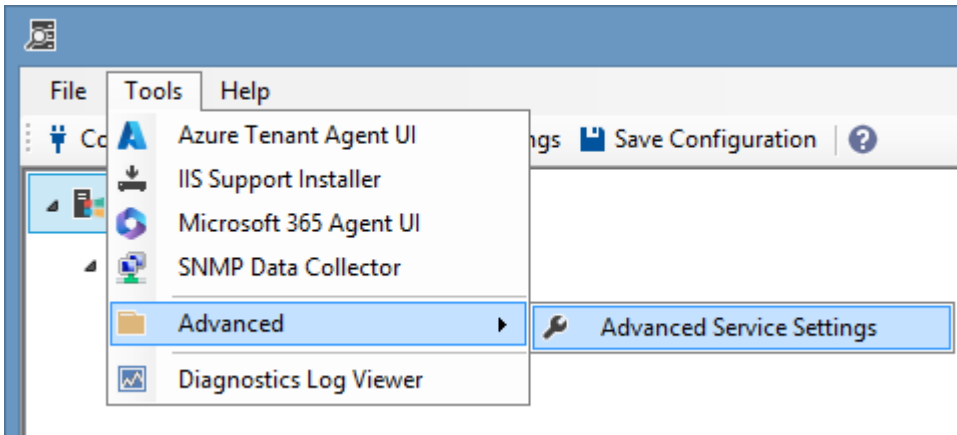 File Tools Help
Save Configuration
Azure Tenant Agent UI
IIS Support Installer
Microsoft 365 Agent UI
SNMP Data Collector
Advanced
Advanced Service Settings
Diagnostics Log Viewer